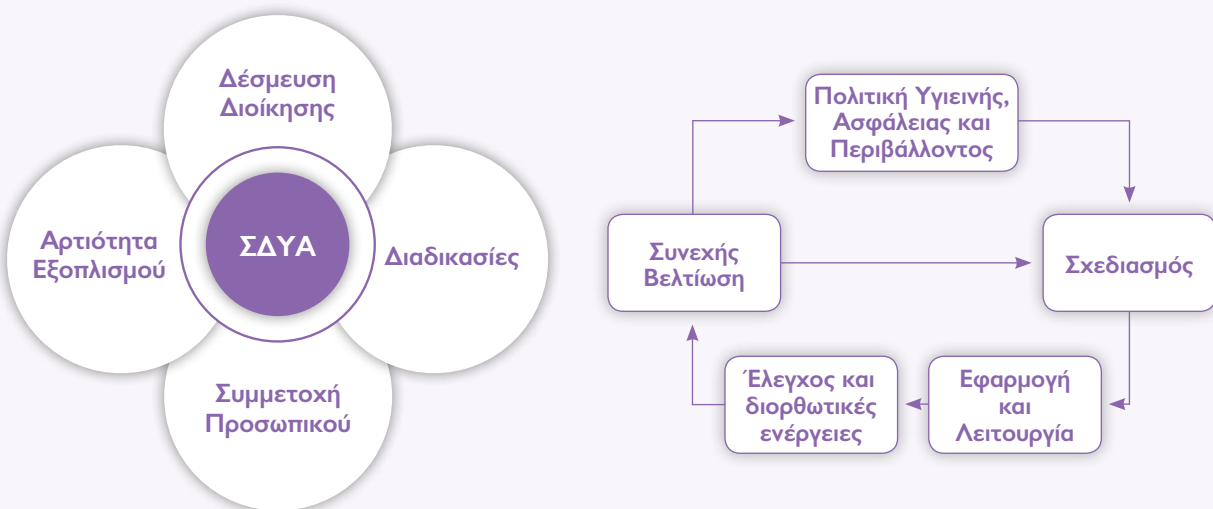 Δέσμευση
Διοίκησης
Αρτιότητα
Εξοπλισμού
ΣΔΥΑ
Διαδικασίες
Συμμετοχή
Προσωπικού
Πολιτική Υγιεινής,
Ασφάλειας και
Περιβάλλοντος
Συνεχής
Βελτίωση
Σχεδιασμός
Έλεγχος και
διορθωτικές
ενέργειες
Εφαρμογή
και
Λειτουργία